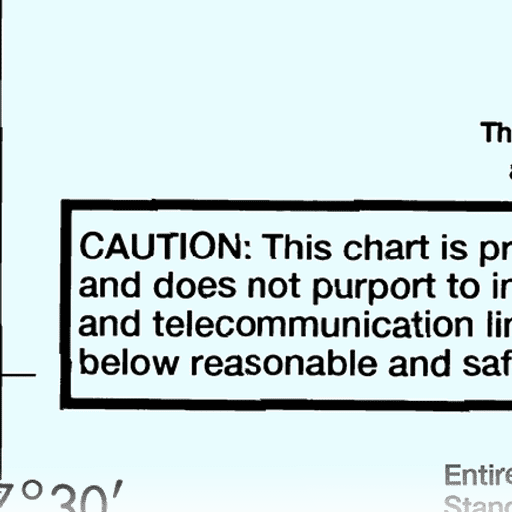 Th
CAUTION: This chart is pr
and does not purport to in
and telecommunication lin
below reasonable and saf
7°30′
Entire
Stand